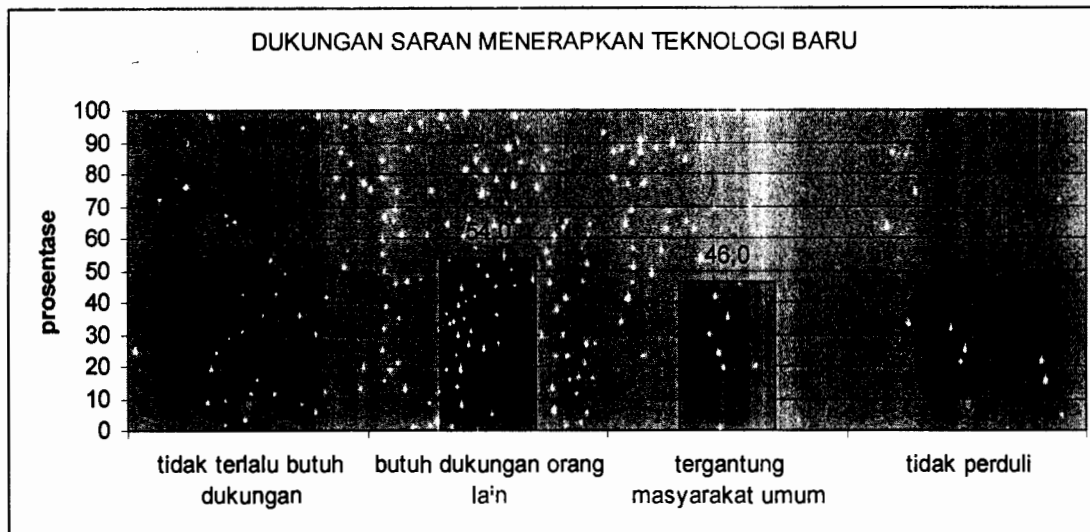 DUKUNGAN SARAN MENERAPKAN TEKNOLOGI BARU
prosentase
100
90
80
70
60
50
40
30
20
10
0
54,0
46,0
tidak terlalu butuh
dukungan
butuh dukungan orang
lain
tergantung
masyarakat umum
tidak perduli